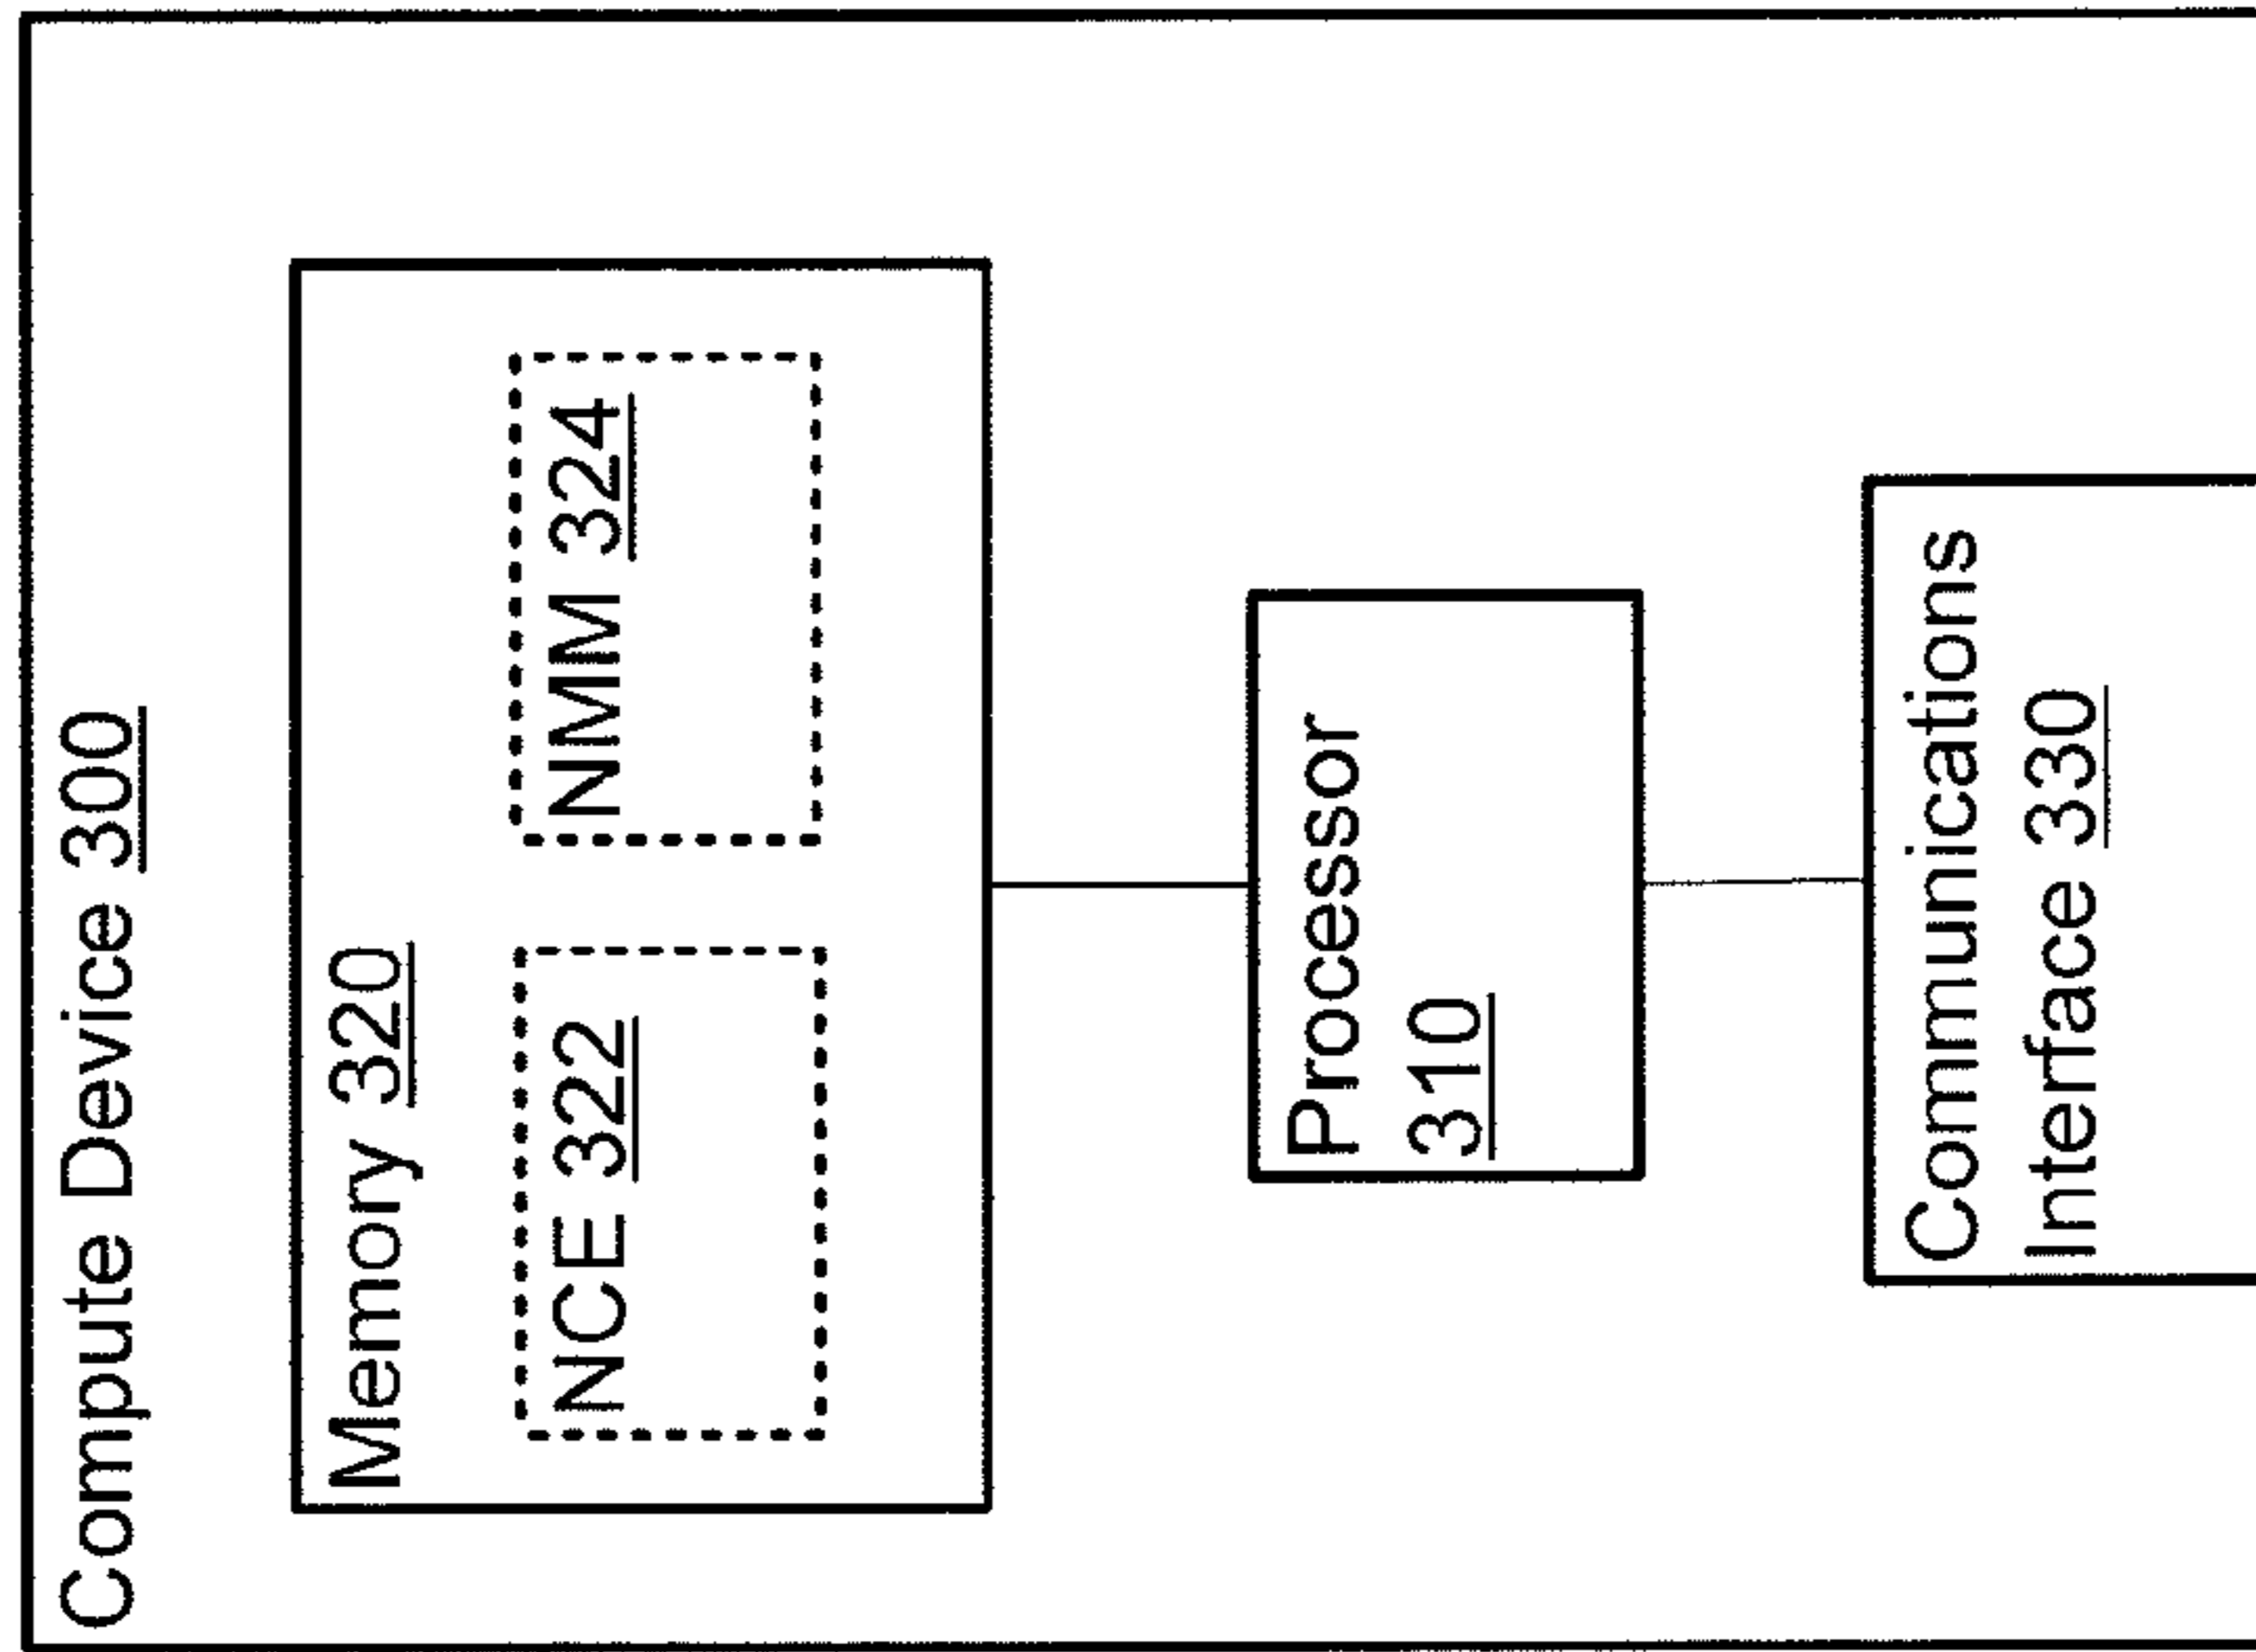 Compute Device 300
Memory 320
NCE 322
NMM 324
Processor
310
Communications
Interface 330